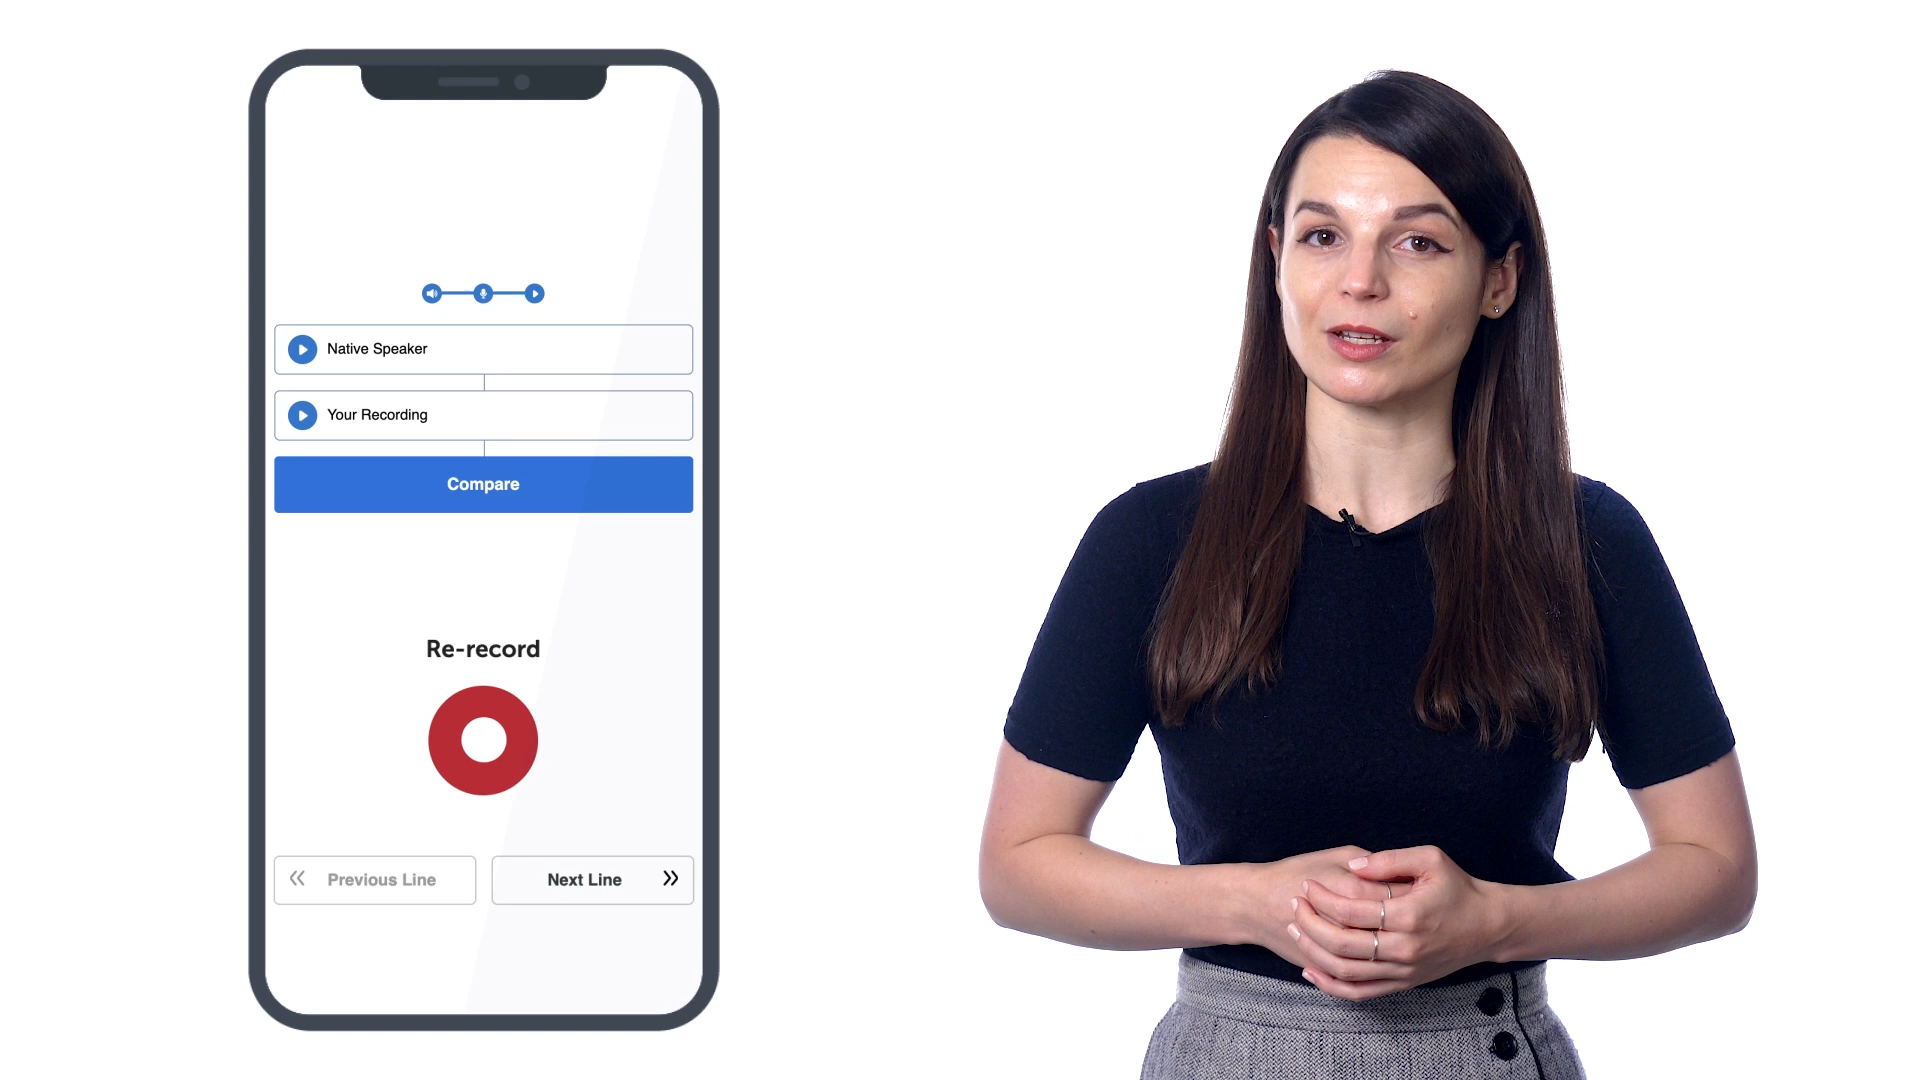 Native Speaker
Your Recording
Compare
Re-record
Previous Line
Next Line